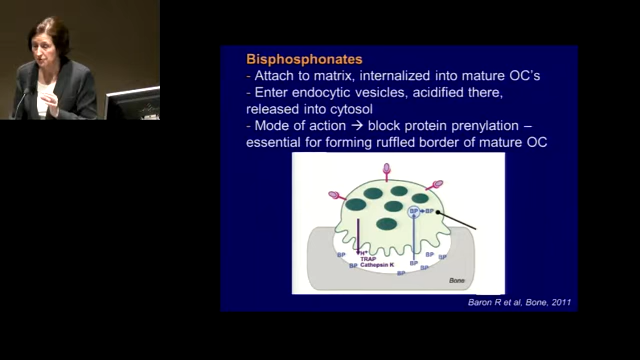 Bisphosphonates
- Attach to matrix, internalized into mature OC's
- Enter endocytic vesicles, acidified there,
released into cytosol
- Mode of action → block protein prenylation –
essential for forming ruffled border of mature OC
BP BP
H⁺
TRAP
Cathepsin K
BP
BP
BP
BP
BP
BP
BP
Bone
Baron R et al, Bone, 2011